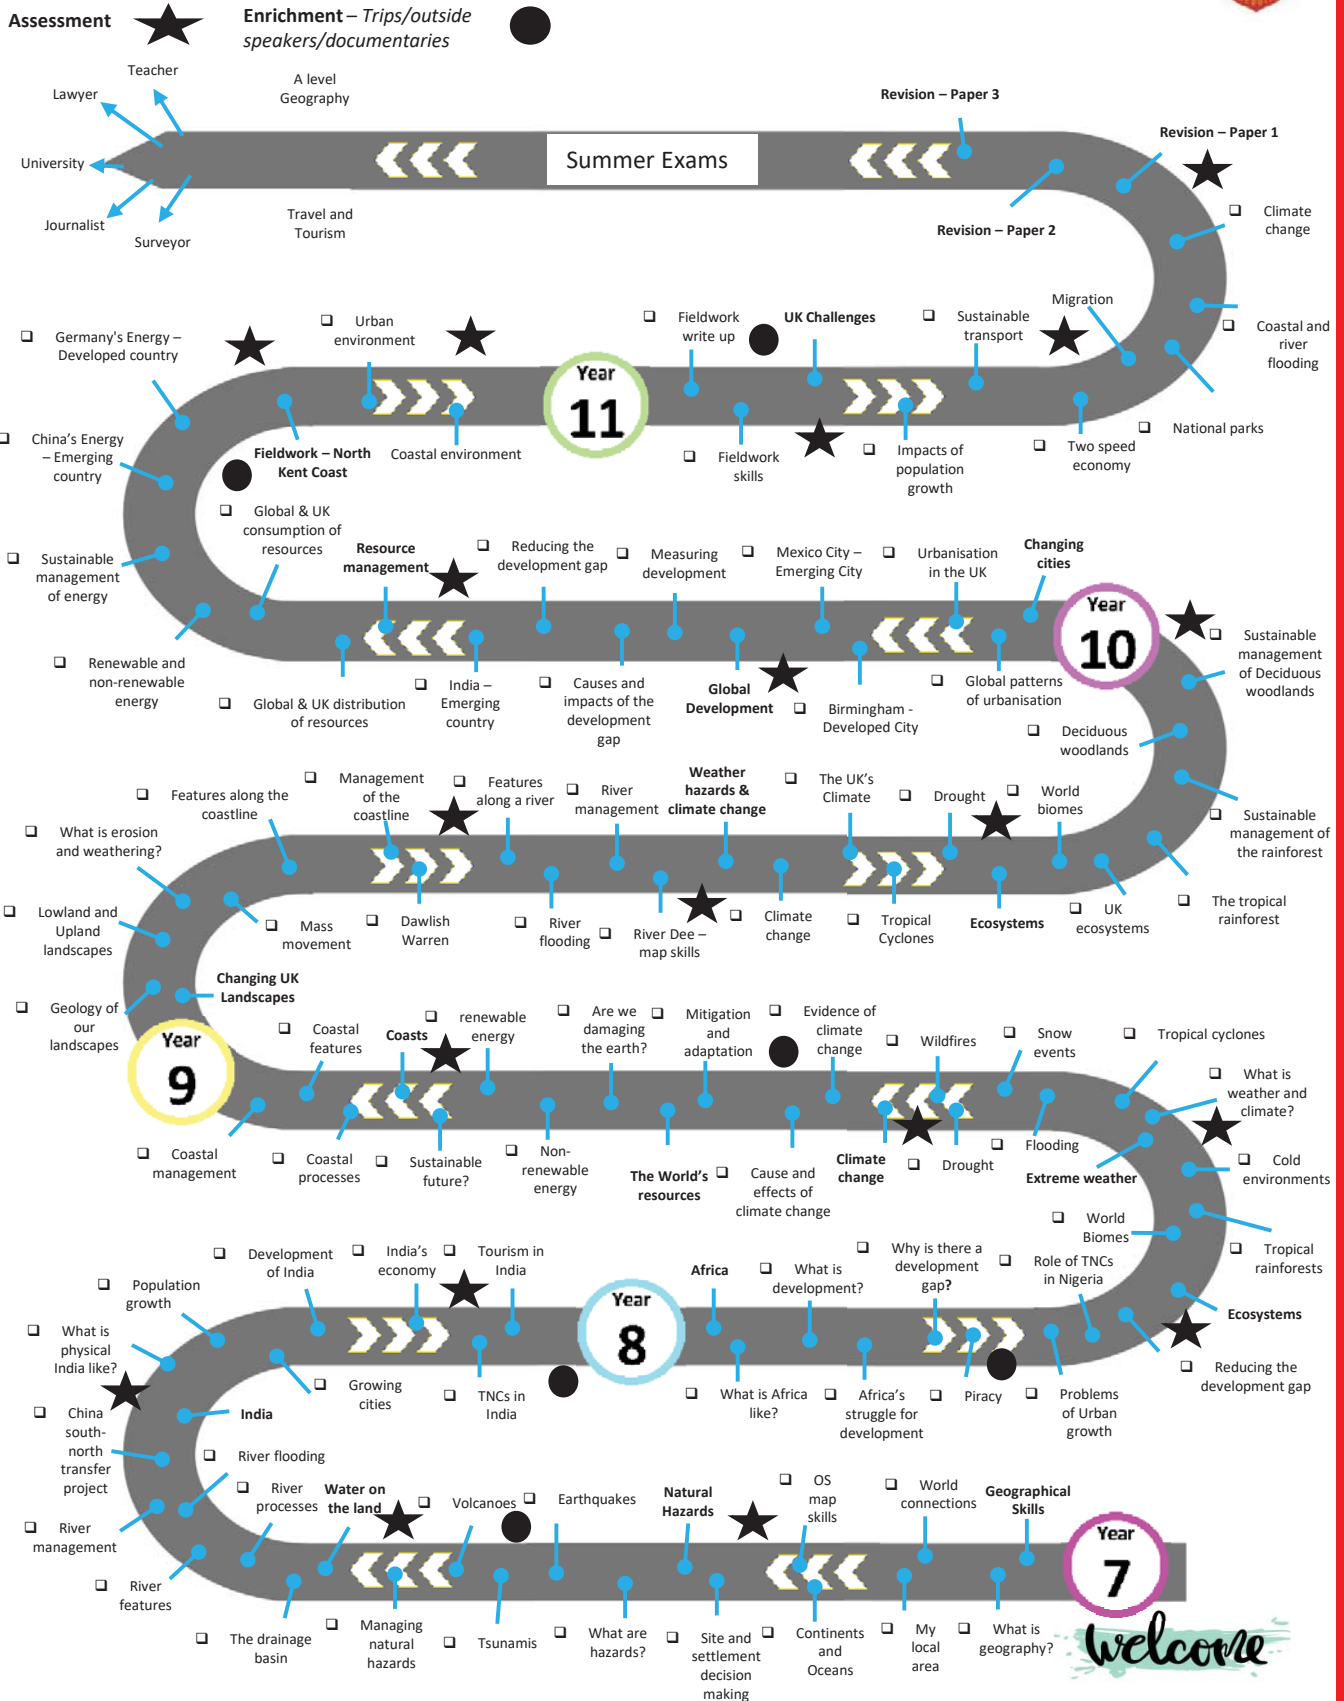 Assessment
Enrichment – Trips/outside
speakers/documentaries
Teacher
Lawyer
University
Journalist
Surveyor
A level
Geography
Travel and
Tourism
Summer Exams
Revision – Paper 3
Revision – Paper 2
Revision – Paper 1
Climate
change
Coastal and
river
flooding
National parks
Migration
Two speed
economy
Sustainable
transport
Impacts of
population
growth
UK Challenges
Fieldwork
skills
Fieldwork
write up
Year
11
Coastal environment
Urban
environment
Fieldwork – North
Kent Coast
Germany's Energy –
Developed country
China's Energy
– Emerging
country
Sustainable
management
of energy
Renewable and
non-renewable
energy
Global & UK
consumption of
resources
Global & UK distribution
of resources
Resource
management
India –
Emerging
country
Reducing the
development gap
Causes and
impacts of the
development
gap
Measuring
development
Global
Development
Mexico City –
Emerging City
Birmingham -
Developed City
Urbanisation
in the UK
Global patterns
of urbanisation
Changing
cities
Year
10
Sustainable
management
of Deciduous
woodlands
Deciduous
woodlands
Sustainable
management of
the rainforest
The tropical
rainforest
UK
ecosystems
World
biomes
Ecosystems
Drought
Tropical
Cyclones
The UK's
Climate
Climate
change
Weather
hazards &
climate change
River Dee –
map skills
River
management
River
flooding
Features
along a river
Dawlish
Warren
Management
of the
coastline
Features along the
coastline
Mass
movement
What is erosion
and weathering?
Lowland and
Upland
landscapes
Changing UK
Landscapes
Geology of
our
landscapes
Year
9
Coastal
management
Coastal
features
Coastal
processes
Coasts
Sustainable
future?
renewable
energy
Non-
renewable
energy
Are we
damaging
the earth?
The World's
resources
Mitigation
and
adaptation
Cause and
effects of
climate change
Evidence of
climate
change
Climate
change
Wildfires
Drought
Snow
events
Flooding
Tropical cyclones
What is
weather and
climate?
Extreme weather
Cold
environments
Tropical
rainforests
World
Biomes
Ecosystems
Reducing the
development gap
Role of TNCs
in Nigeria
Problems
of Urban
growth
Piracy
Why is there a
development
gap?
Africa's
struggle for
development
What is
development?
What is Africa
like?
Africa
Year
8
Tourism in
India
TNCs in
India
India's
economy
Development
of India
Growing
cities
Population
growth
What is
physical
India like?
India
China
south-
north
transfer
project
River flooding
River
management
River
features
River
processes
The drainage
basin
Water on
the land
Managing
natural
hazards
Volcanoes
Tsunamis
Earthquakes
What are
hazards?
Natural
Hazards
Site and
settlement
decision
making
OS
map
skills
Continents
and
Oceans
World
connections
My
local
area
What is
geography?
Geographical
Skills
Year
7
welcome